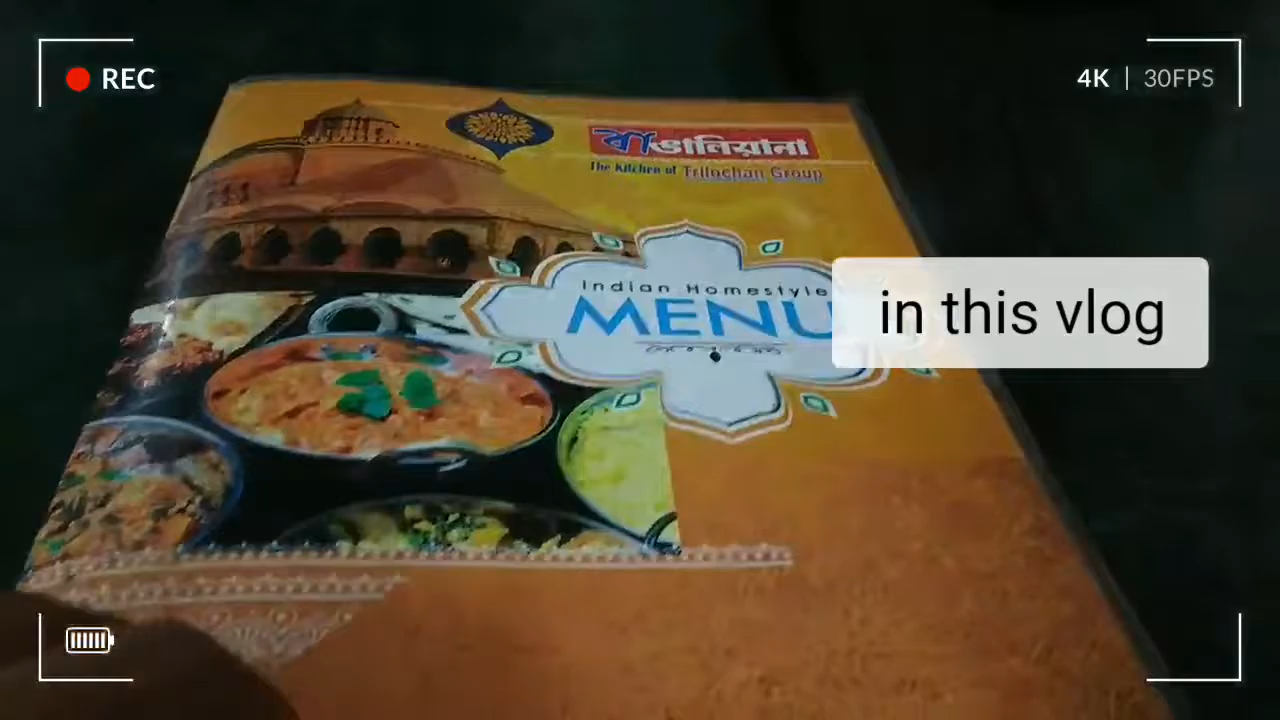 REC
4K | 30FPS
বাঙালিয়ানা
The Kitchen of Trilochan Group
Indian Homestyle
MENU
in this vlog